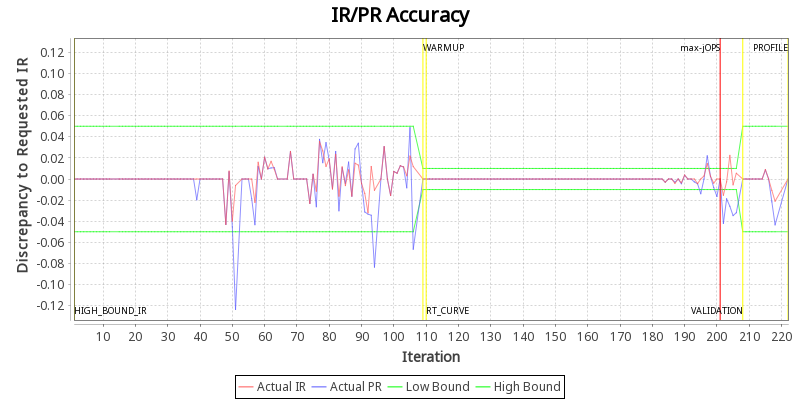 IR/PR Accuracy
Discrepancy to Requested IR
0.12
0.10
0.08
0.06
0.04
0.02
0.00
-0.02
-0.04
-0.06
-0.08
-0.10
-0.12
WARMUP
max-jOPS
PROFILE
HIGH_BOUND_IR
RT_CURVE
VALIDATION
10 20 30 40 50 60 70 80 90 100 110 120 130 140 150 160 170 180 190 200 210 220
Iteration
Actual IR Actual PR Low Bound High Bound